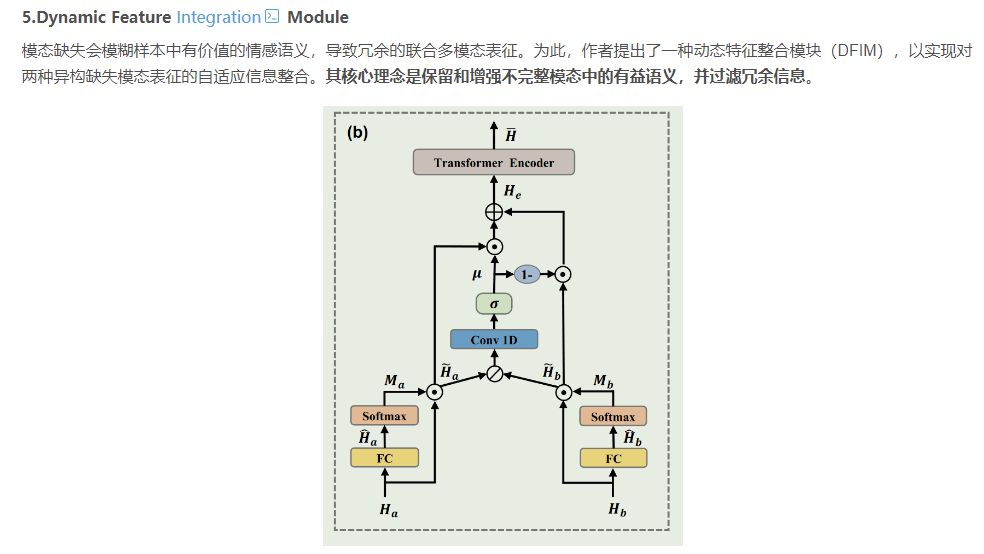 5.Dynamic Feature Integration Module
模态缺失会模糊样本中有价值的情感语义，导致冗余的联合多模态表征。为此，作者提出了一种动态特征整合模块（DFIM），以实现对
两种异构缺失模态表征的自适应信息整合。其核心理念是保留和增强不完整模态中的有益语义，并过滤冗余信息。
(b)
H̅
Transformer Encoder
Hₑ
μ
1-
σ
Conv 1D
H̃ₐ
H̃_b
Mₐ
M_b
Softmax
Softmax
Ĥₐ
Ĥ_b
FC
FC
Hₐ
H_b